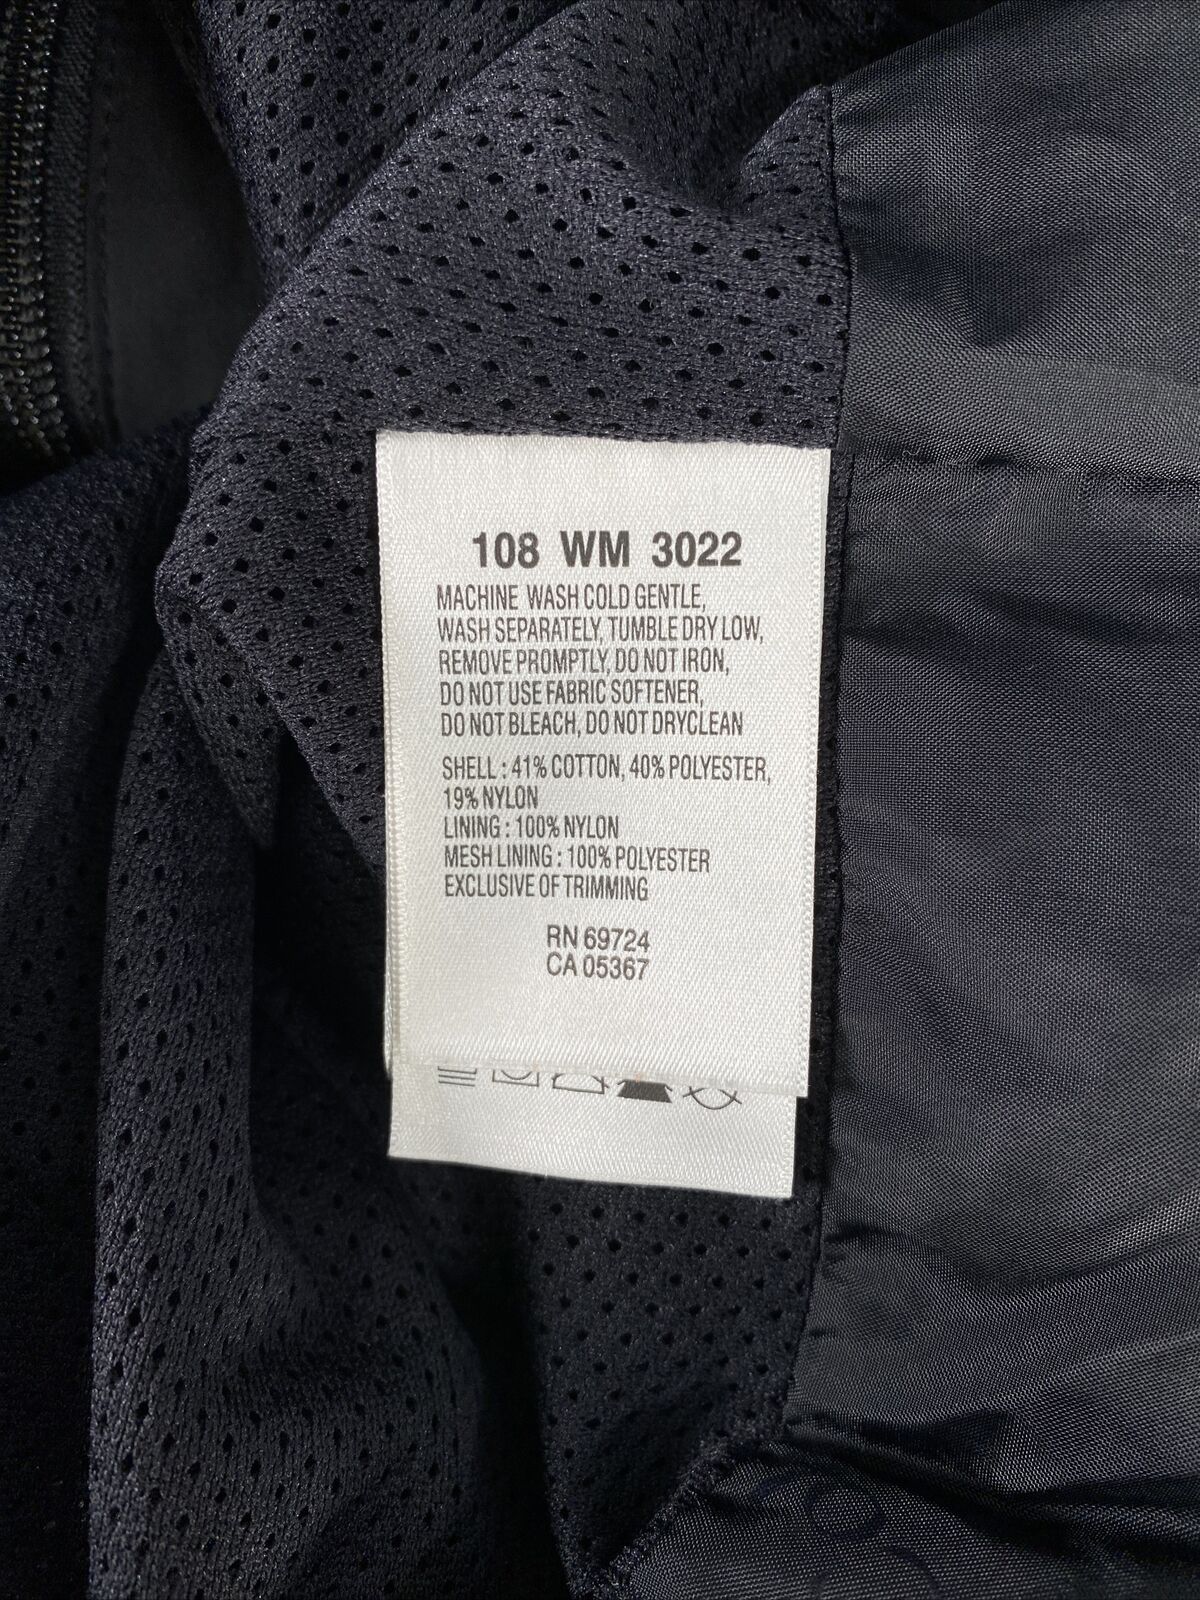 108 WM 3022
MACHINE WASH COLD GENTLE,
WASH SEPARATELY, TUMBLE DRY LOW,
REMOVE PROMPTLY, DO NOT IRON,
DO NOT USE FABRIC SOFTENER,
DO NOT BLEACH, DO NOT DRYCLEAN
SHELL : 41% COTTON, 40% POLYESTER,
19% NYLON
LINING : 100% NYLON
MESH LINING : 100% POLYESTER
EXCLUSIVE OF TRIMMING
RN 69724
CA 05367